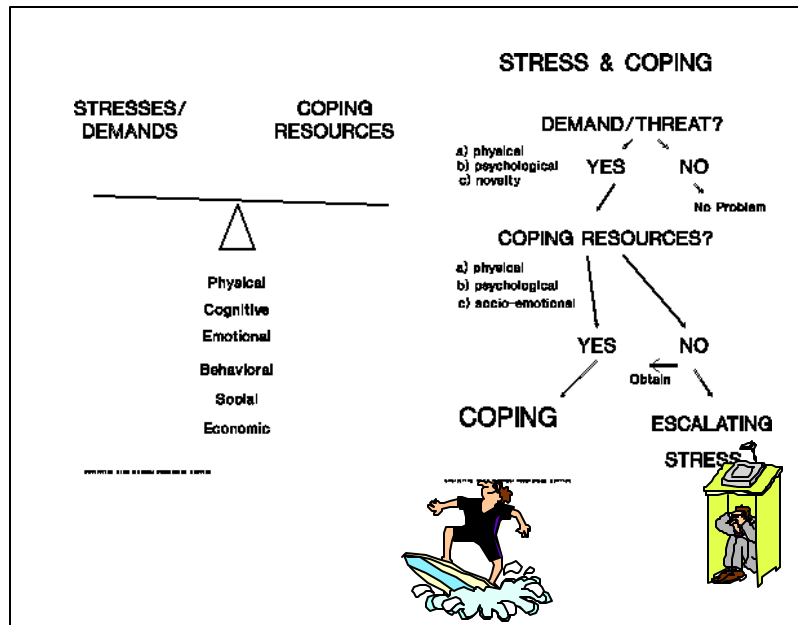 STRESSES/
DEMANDS
COPING
RESOURCES
Physical
Cognitive
Emotional
Behavioral
Social
Economic
STRESS & COPING
DEMAND/THREAT?
a) physical
b) psychological
c) novelty
YES
NO
No Problem
COPING RESOURCES?
a) physical
b) psychological
c) socio-emotional
YES
NO
Obtain
COPING
ESCALATING
STRESS